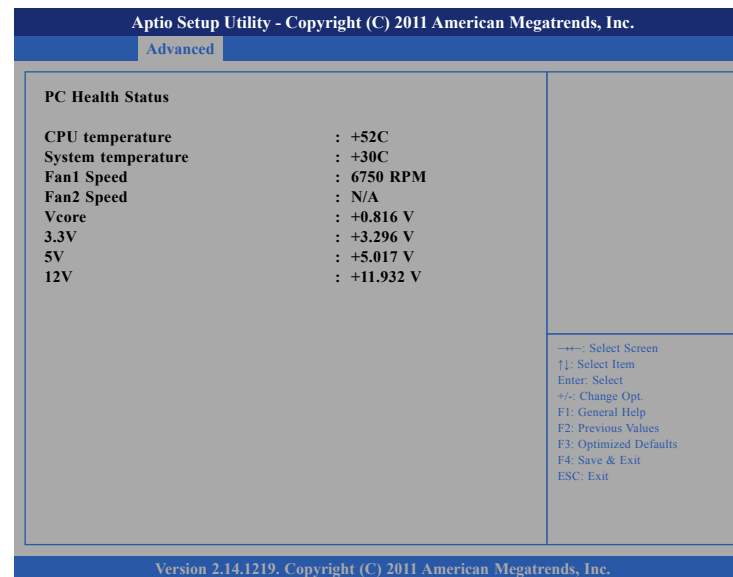 Aptio Setup Utility - Copyright (C) 2011 American Megatrends, Inc.
Advanced
PC Health Status
CPU temperature : +52C
System temperature : +30C
Fan1 Speed : 6750 RPM
Fan2 Speed : N/A
Vcore : +0.816 V
3.3V : +3.296 V
5V : +5.017 V
12V : +11.932 V
→←: Select Screen
↑↓: Select Item
Enter: Select
+/-: Change Opt.
F1: General Help
F2: Previous Values
F3: Optimized Defaults
F4: Save & Exit
ESC: Exit
Version 2.14.1219. Copyright (C) 2011 American Megatrends, Inc.